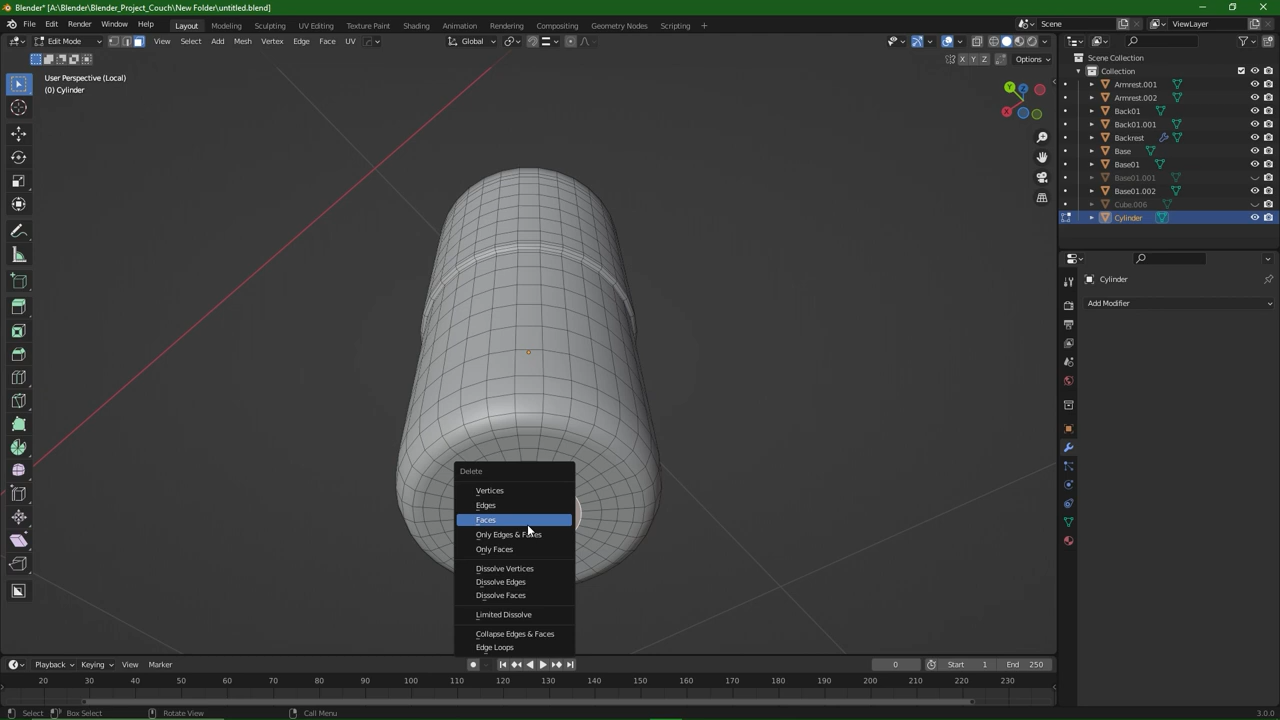 Blender* [A:\Blender\Blender_Project_Couch\New Folder\untitled.blend]
File Edit Render Window Help Layout Modeling Sculpting UV Editing Texture Paint Shading Animation Rendering Compositing Geometry Nodes Scripting + Scene ViewLayer
Edit Mode View Select Add Mesh Vertex Edge Face UV Global
X Y Z Options
User Perspective (Local)
(0) Cylinder
Y Z X
Scene Collection
Collection
Armrest.001
Armrest.002
Back01
Back01.001
Backrest
Base
Base01
Base01.001
Base01.002
Cube.006
Cylinder
Cylinder
Add Modifier
Delete
Vertices
Edges
Faces
Only Edges & Faces
Only Faces
Dissolve Vertices
Dissolve Edges
Dissolve Faces
Limited Dissolve
Collapse Edges & Faces
Edge Loops
Playback Keying View Marker 0 Start 1 End 250
20 30 40 50 60 70 80 90 100 110 120 130 140 150 160 170 180 190 200 210 220 230
Select Box Select Rotate View Call Menu 3.0.0